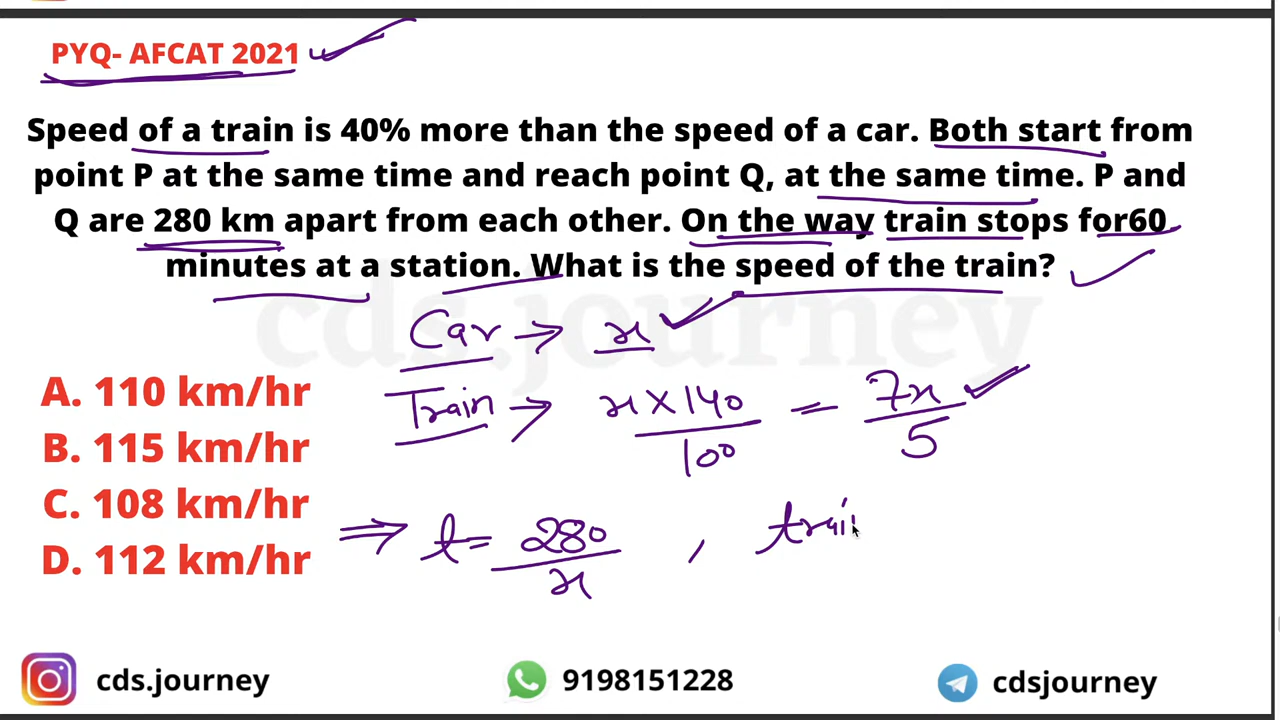 PYQ- AFCAT 2021
Speed of a train is 40% more than the speed of a car. Both start from
point P at the same time and reach point Q, at the same time. P and
Q are 280 km apart from each other. On the way train stops for60
minutes at a station. What is the speed of the train?
cds.journey
Car → x
A. 110 km/hr
Train → x X 140 / 100 = 7x / 5
B. 115 km/hr
C. 108 km/hr
⇒ t = 280 / x , trai
D. 112 km/hr
cds.journey
9198151228
cdsjourney